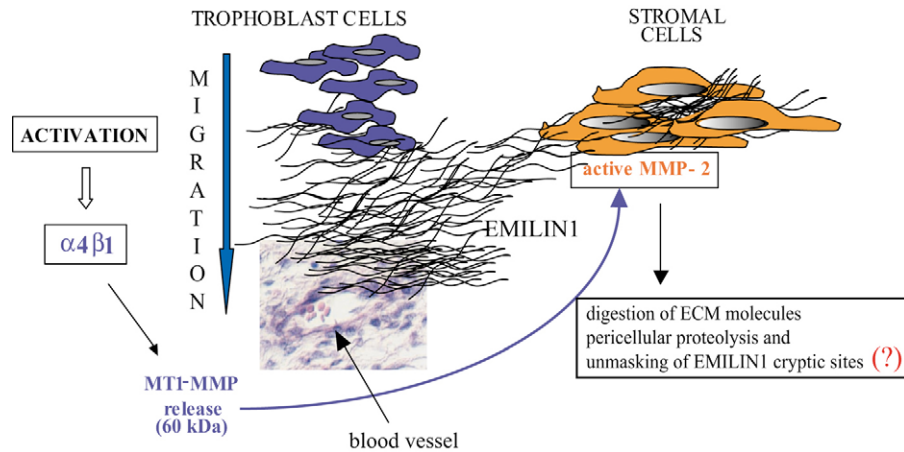 TROPHOBLAST CELLS
STROMAL
CELLS
MIGRATION
ACTIVATION
α4β1
MT1-MMP
release
(60 kDa)
EMILIN1
active MMP-2
digestion of ECM molecules
pericellular proteolysis and
unmasking of EMILIN1 cryptic sites (?)
blood vessel